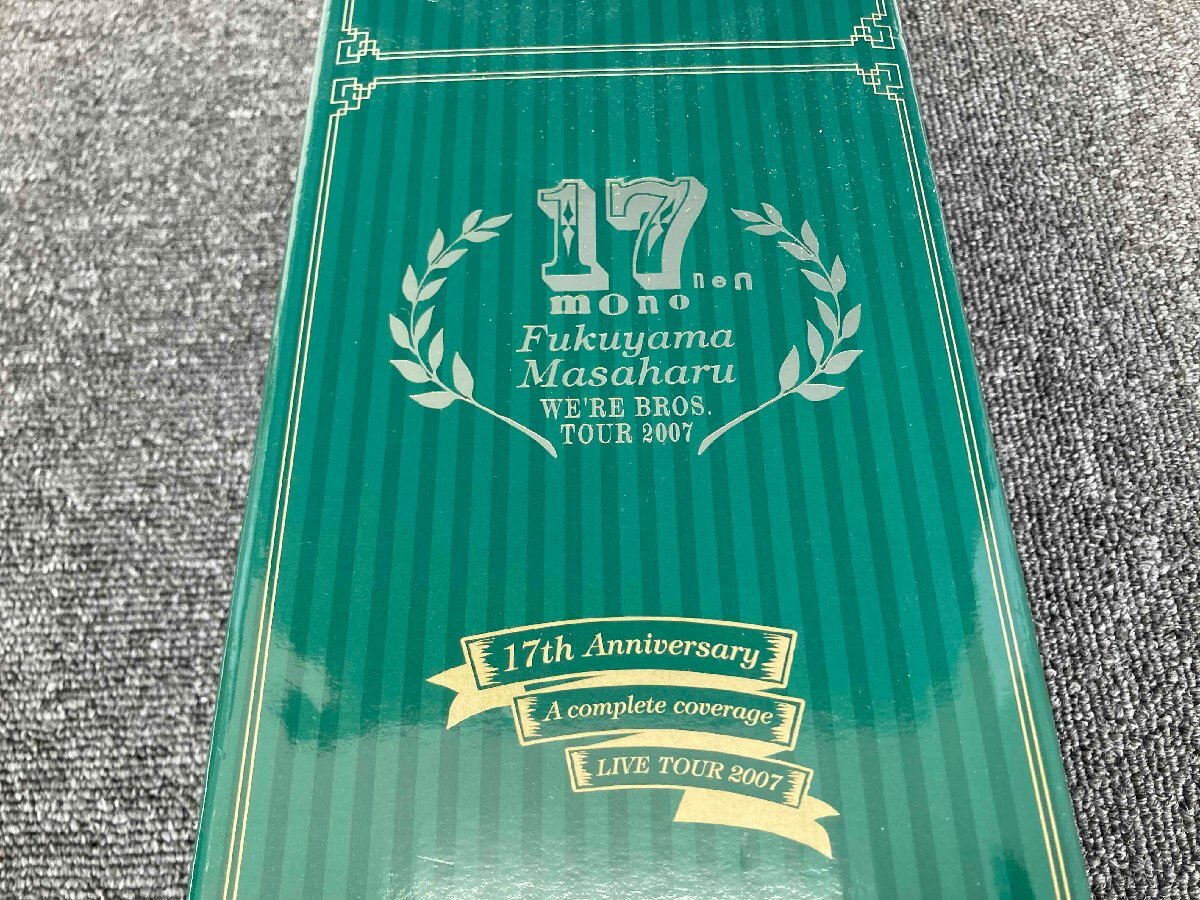 17
nen
mono
Fukuyama
Masaharu
WE'RE BROS.
TOUR 2007
17th Anniversary
A complete coverage
LIVE TOUR 2007